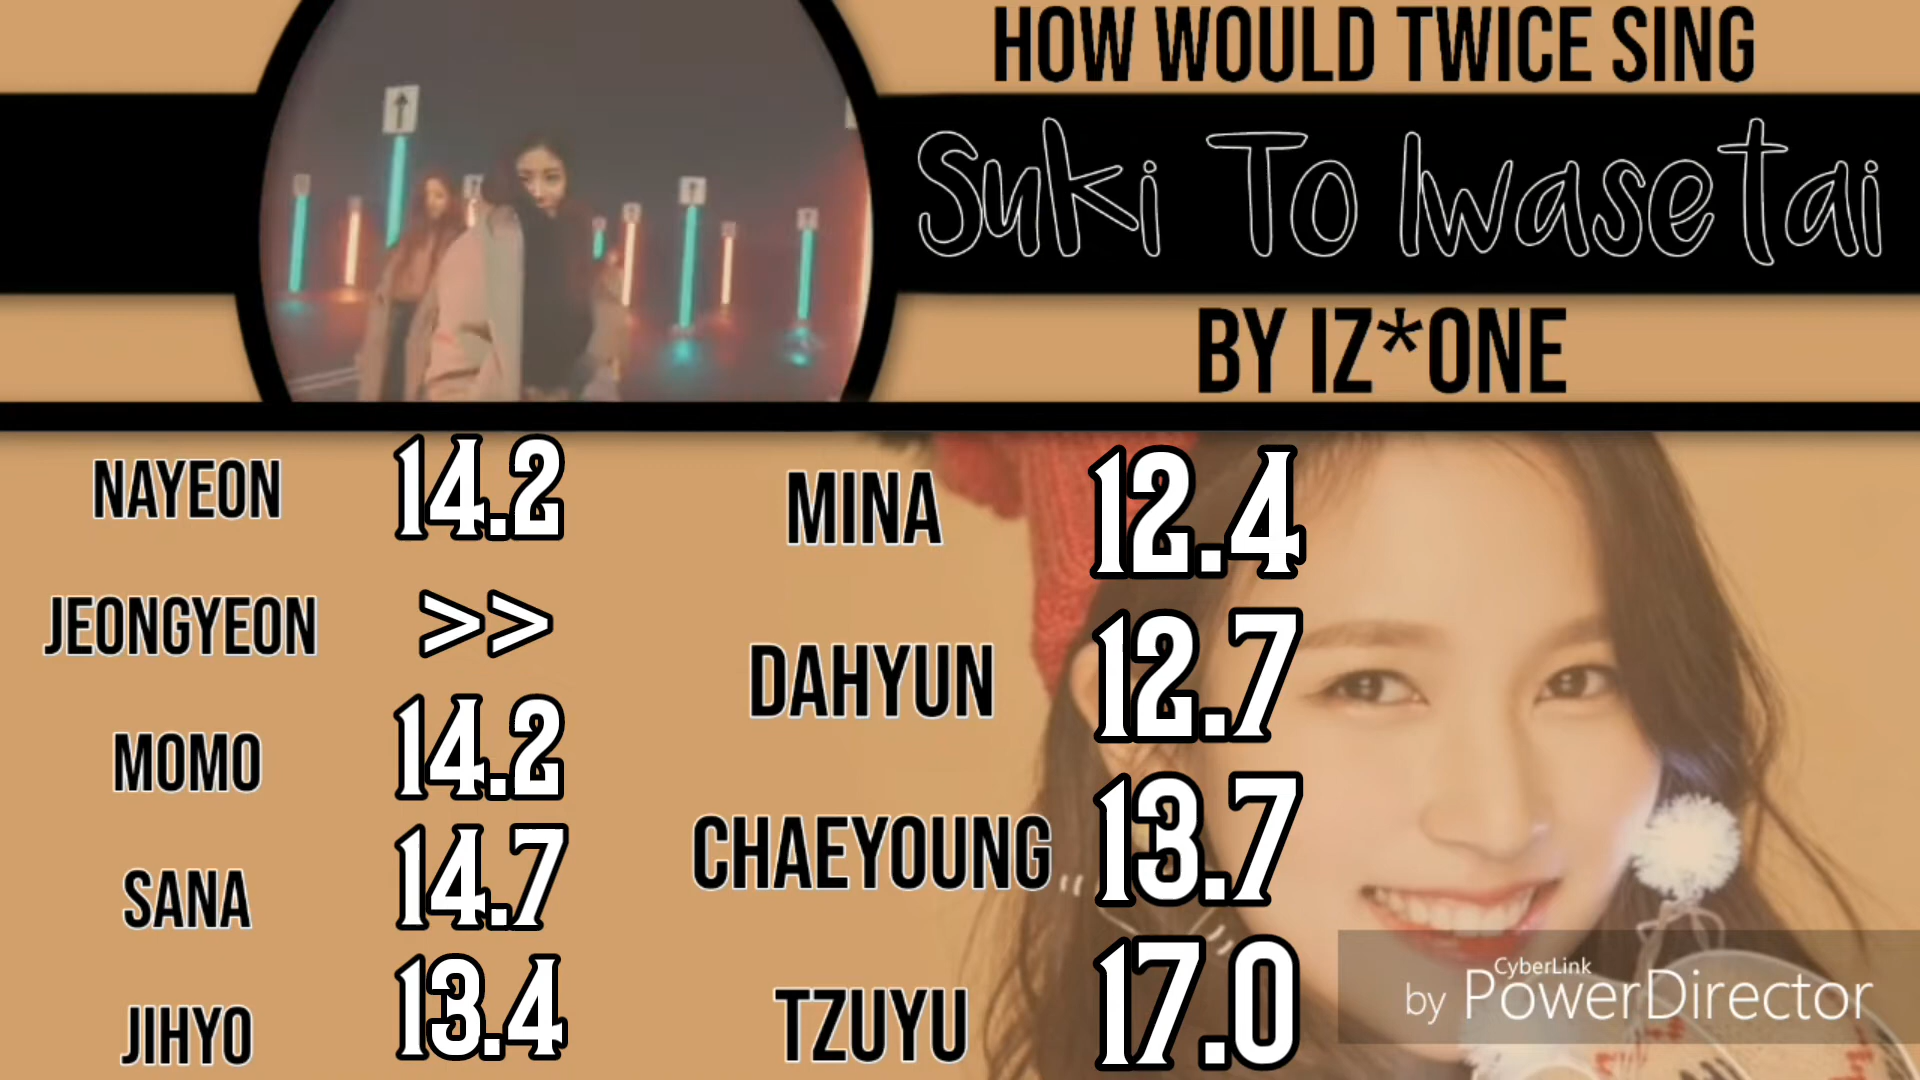 HOW WOULD TWICE SING
Suki To Iwasetai
BY IZ*ONE
NAYEON 14.2
JEONGYEON >>
MOMO 14.2
SANA 14.7
JIHYO 13.4
MINA 12.4
DAHYUN 12.7
CHAEYOUNG 13.7
TZUYU 17.0
CyberLink
by PowerDirector